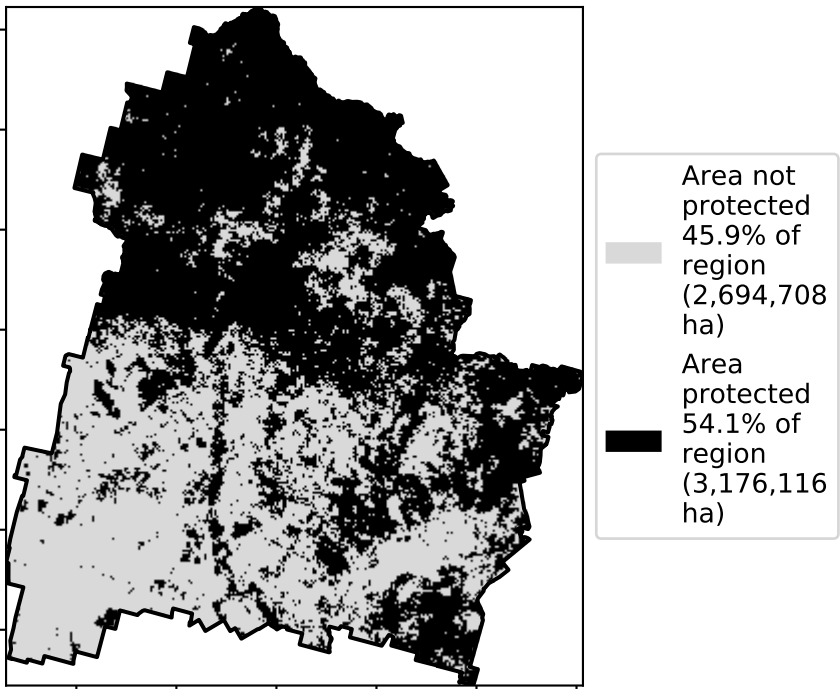 Area not
protected
45.9% of
region
(2,694,708
ha)
Area
protected
54.1% of
region
(3,176,116
ha)